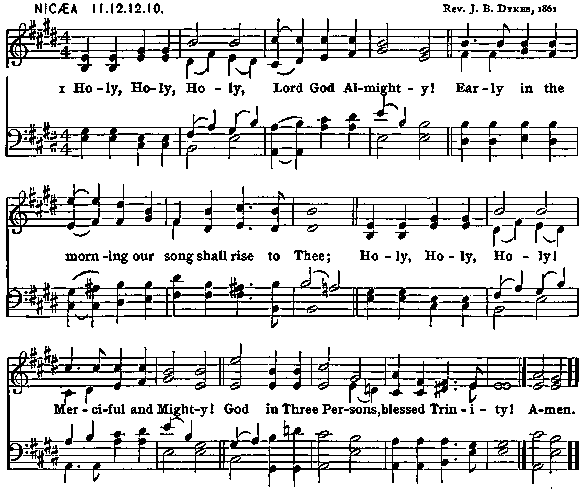 NICÆA 11.12.12.10. REV. J. B. DYKES, 1861
1 Ho-ly, Ho-ly, Ho - ly, Lord God Al-might-y! Ear-ly in the
morn-ing our song shall rise to Thee; Ho-ly, Ho-ly, Ho-ly!
Mer-ci-ful and Might-y! God in Three Per-sons, blessed Trin-i-ty! A-men.